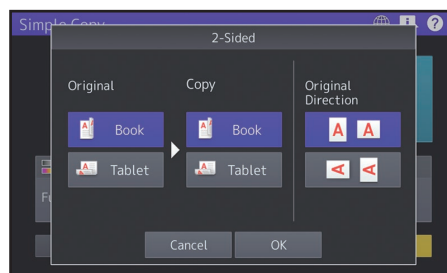 Simple Copy
2-Sided
Original
Copy
Original
Direction
A Book
A Book
A A
A Tablet
A Tablet
A A
Cancel
OK